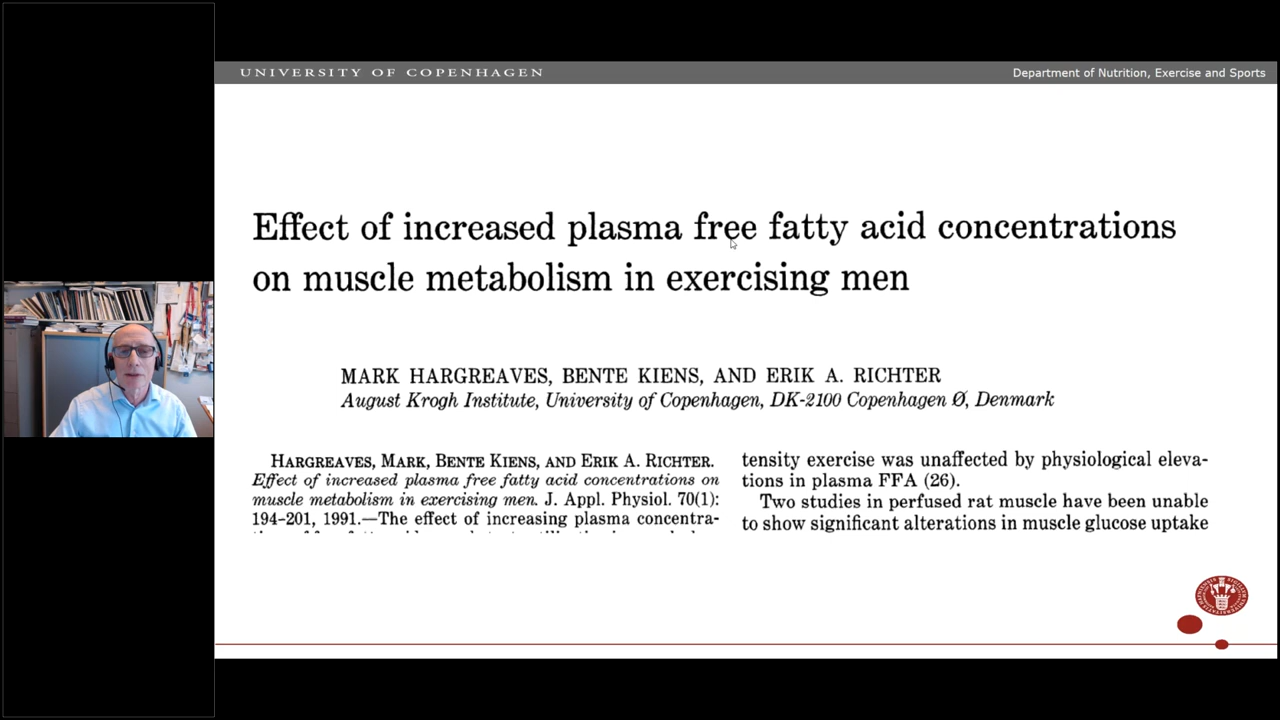 UNIVERSITY OF COPENHAGEN
Department of Nutrition, Exercise and Sports
Effect of increased plasma free fatty acid concentrations
on muscle metabolism in exercising men
MARK HARGREAVES, BENTE KIENS, AND ERIK A. RICHTER
August Krogh Institute, University of Copenhagen, DK-2100 Copenhagen Ø, Denmark
HARGREAVES, MARK, BENTE KIENS, AND ERIK A. RICHTER.
Effect of increased plasma free fatty acid concentrations on
muscle metabolism in exercising men. J. Appl. Physiol. 70(1):
194–201, 1991.—The effect of increasing plasma concentra-
tensity exercise was unaffected by physiological eleva-
tions in plasma FFA (26).
Two studies in perfused rat muscle have been unable
to show significant alterations in muscle glucose uptake